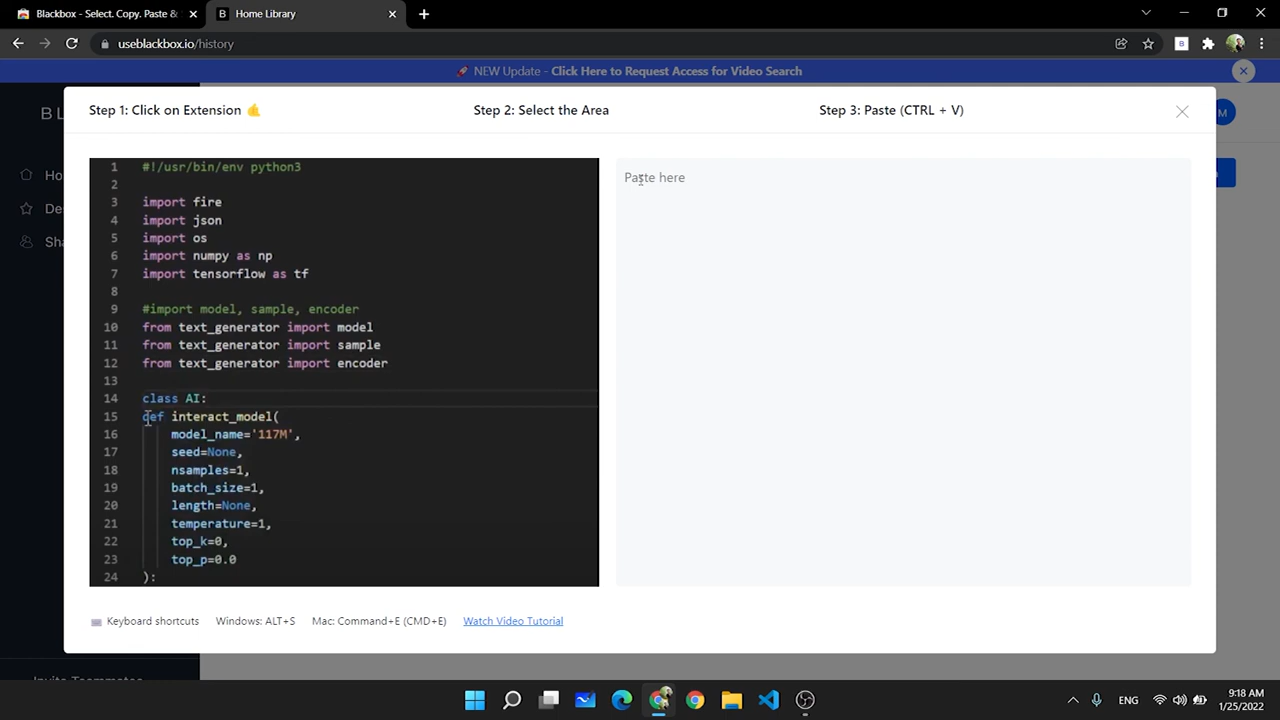 Blackbox - Select. Copy. Paste &
Home Library
useblackbox.io/history
🚀 NEW Update - Click Here to Request Access for Video Search
B L
M
Ho
De
Sha
Step 1: Click on Extension 🤙
Step 2: Select the Area
Step 3: Paste (CTRL + V)
1 #!/usr/bin/env python3
2
3 import fire
4 import json
5 import os
6 import numpy as np
7 import tensorflow as tf
8
9 #import model, sample, encoder
10 from text_generator import model
11 from text_generator import sample
12 from text_generator import encoder
13
14 class AI:
15 def interact_model(
16 model_name='117M',
17 seed=None,
18 nsamples=1,
19 batch_size=1,
20 length=None,
21 temperature=1,
22 top_k=0,
23 top_p=0.0
24 ):
Paste here
Keyboard shortcuts Windows: ALT+S Mac: Command+E (CMD+E) Watch Video Tutorial
Invite Teammates
ENG
9:18 AM
1/25/2022